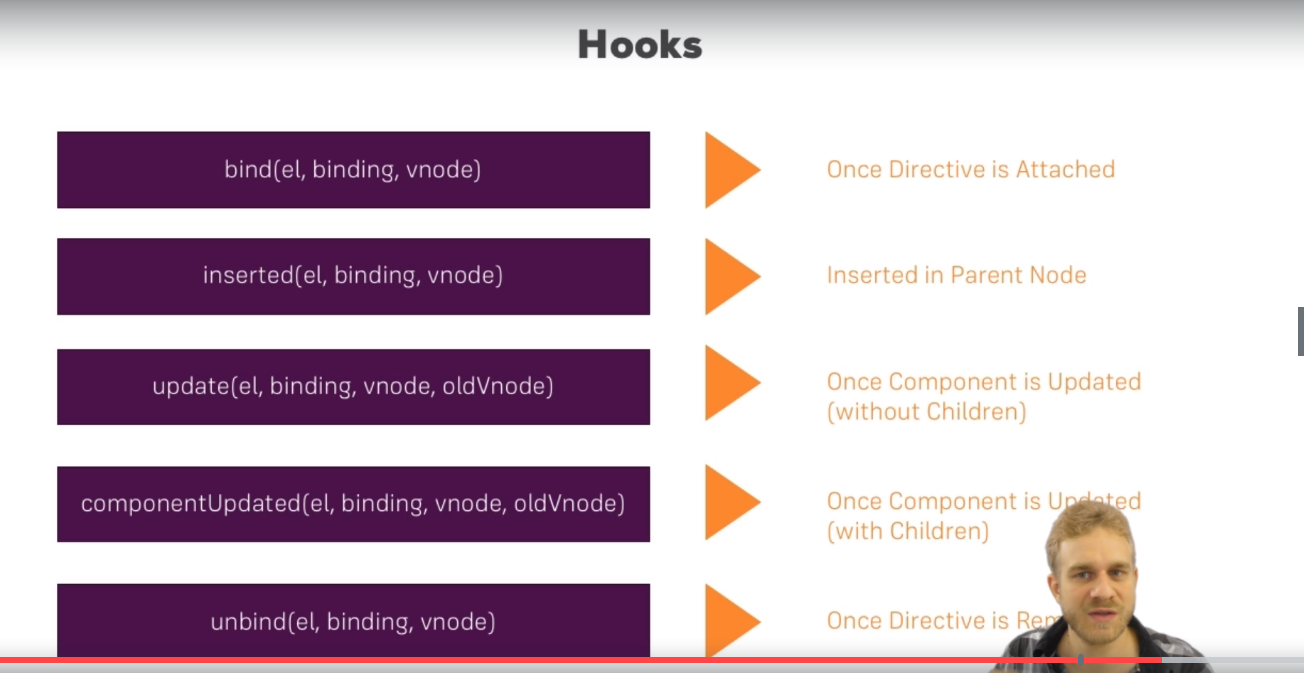 Hooks
bind(el, binding, vnode)
Once Directive is Attached
inserted(el, binding, vnode)
Inserted in Parent Node
update(el, binding, vnode, oldVnode)
Once Component is Updated
(without Children)
componentUpdated(el, binding, vnode, oldVnode)
Once Component is Updated
(with Children)
unbind(el, binding, vnode)
Once Directive is